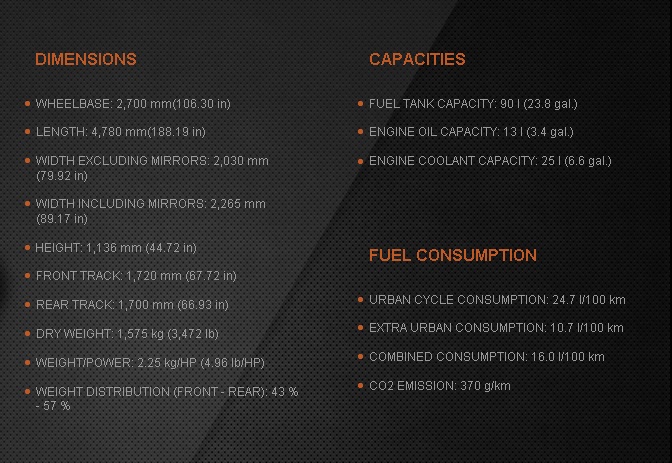 DIMENSIONS
WHEELBASE: 2,700 mm(106.30 in)
LENGTH: 4,780 mm(188.19 in)
WIDTH EXCLUDING MIRRORS: 2,030 mm
(79.92 in)
WIDTH INCLUDING MIRRORS: 2,265 mm
(89.17 in)
HEIGHT: 1,136 mm (44.72 in)
FRONT TRACK: 1,720 mm (67.72 in)
REAR TRACK: 1,700 mm (66.93 in)
DRY WEIGHT: 1,575 kg (3,472 lb)
WEIGHT/POWER: 2.25 kg/HP (4.96 lb/HP)
WEIGHT DISTRIBUTION (FRONT - REAR): 43 %
- 57 %
CAPACITIES
FUEL TANK CAPACITY: 90 l (23.8 gal.)
ENGINE OIL CAPACITY: 13 l (3.4 gal.)
ENGINE COOLANT CAPACITY: 25 l (6.6 gal.)
FUEL CONSUMPTION
URBAN CYCLE CONSUMPTION: 24.7 l/100 km
EXTRA URBAN CONSUMPTION: 10.7 l/100 km
COMBINED CONSUMPTION: 16.0 l/100 km
CO2 EMISSION: 370 g/km